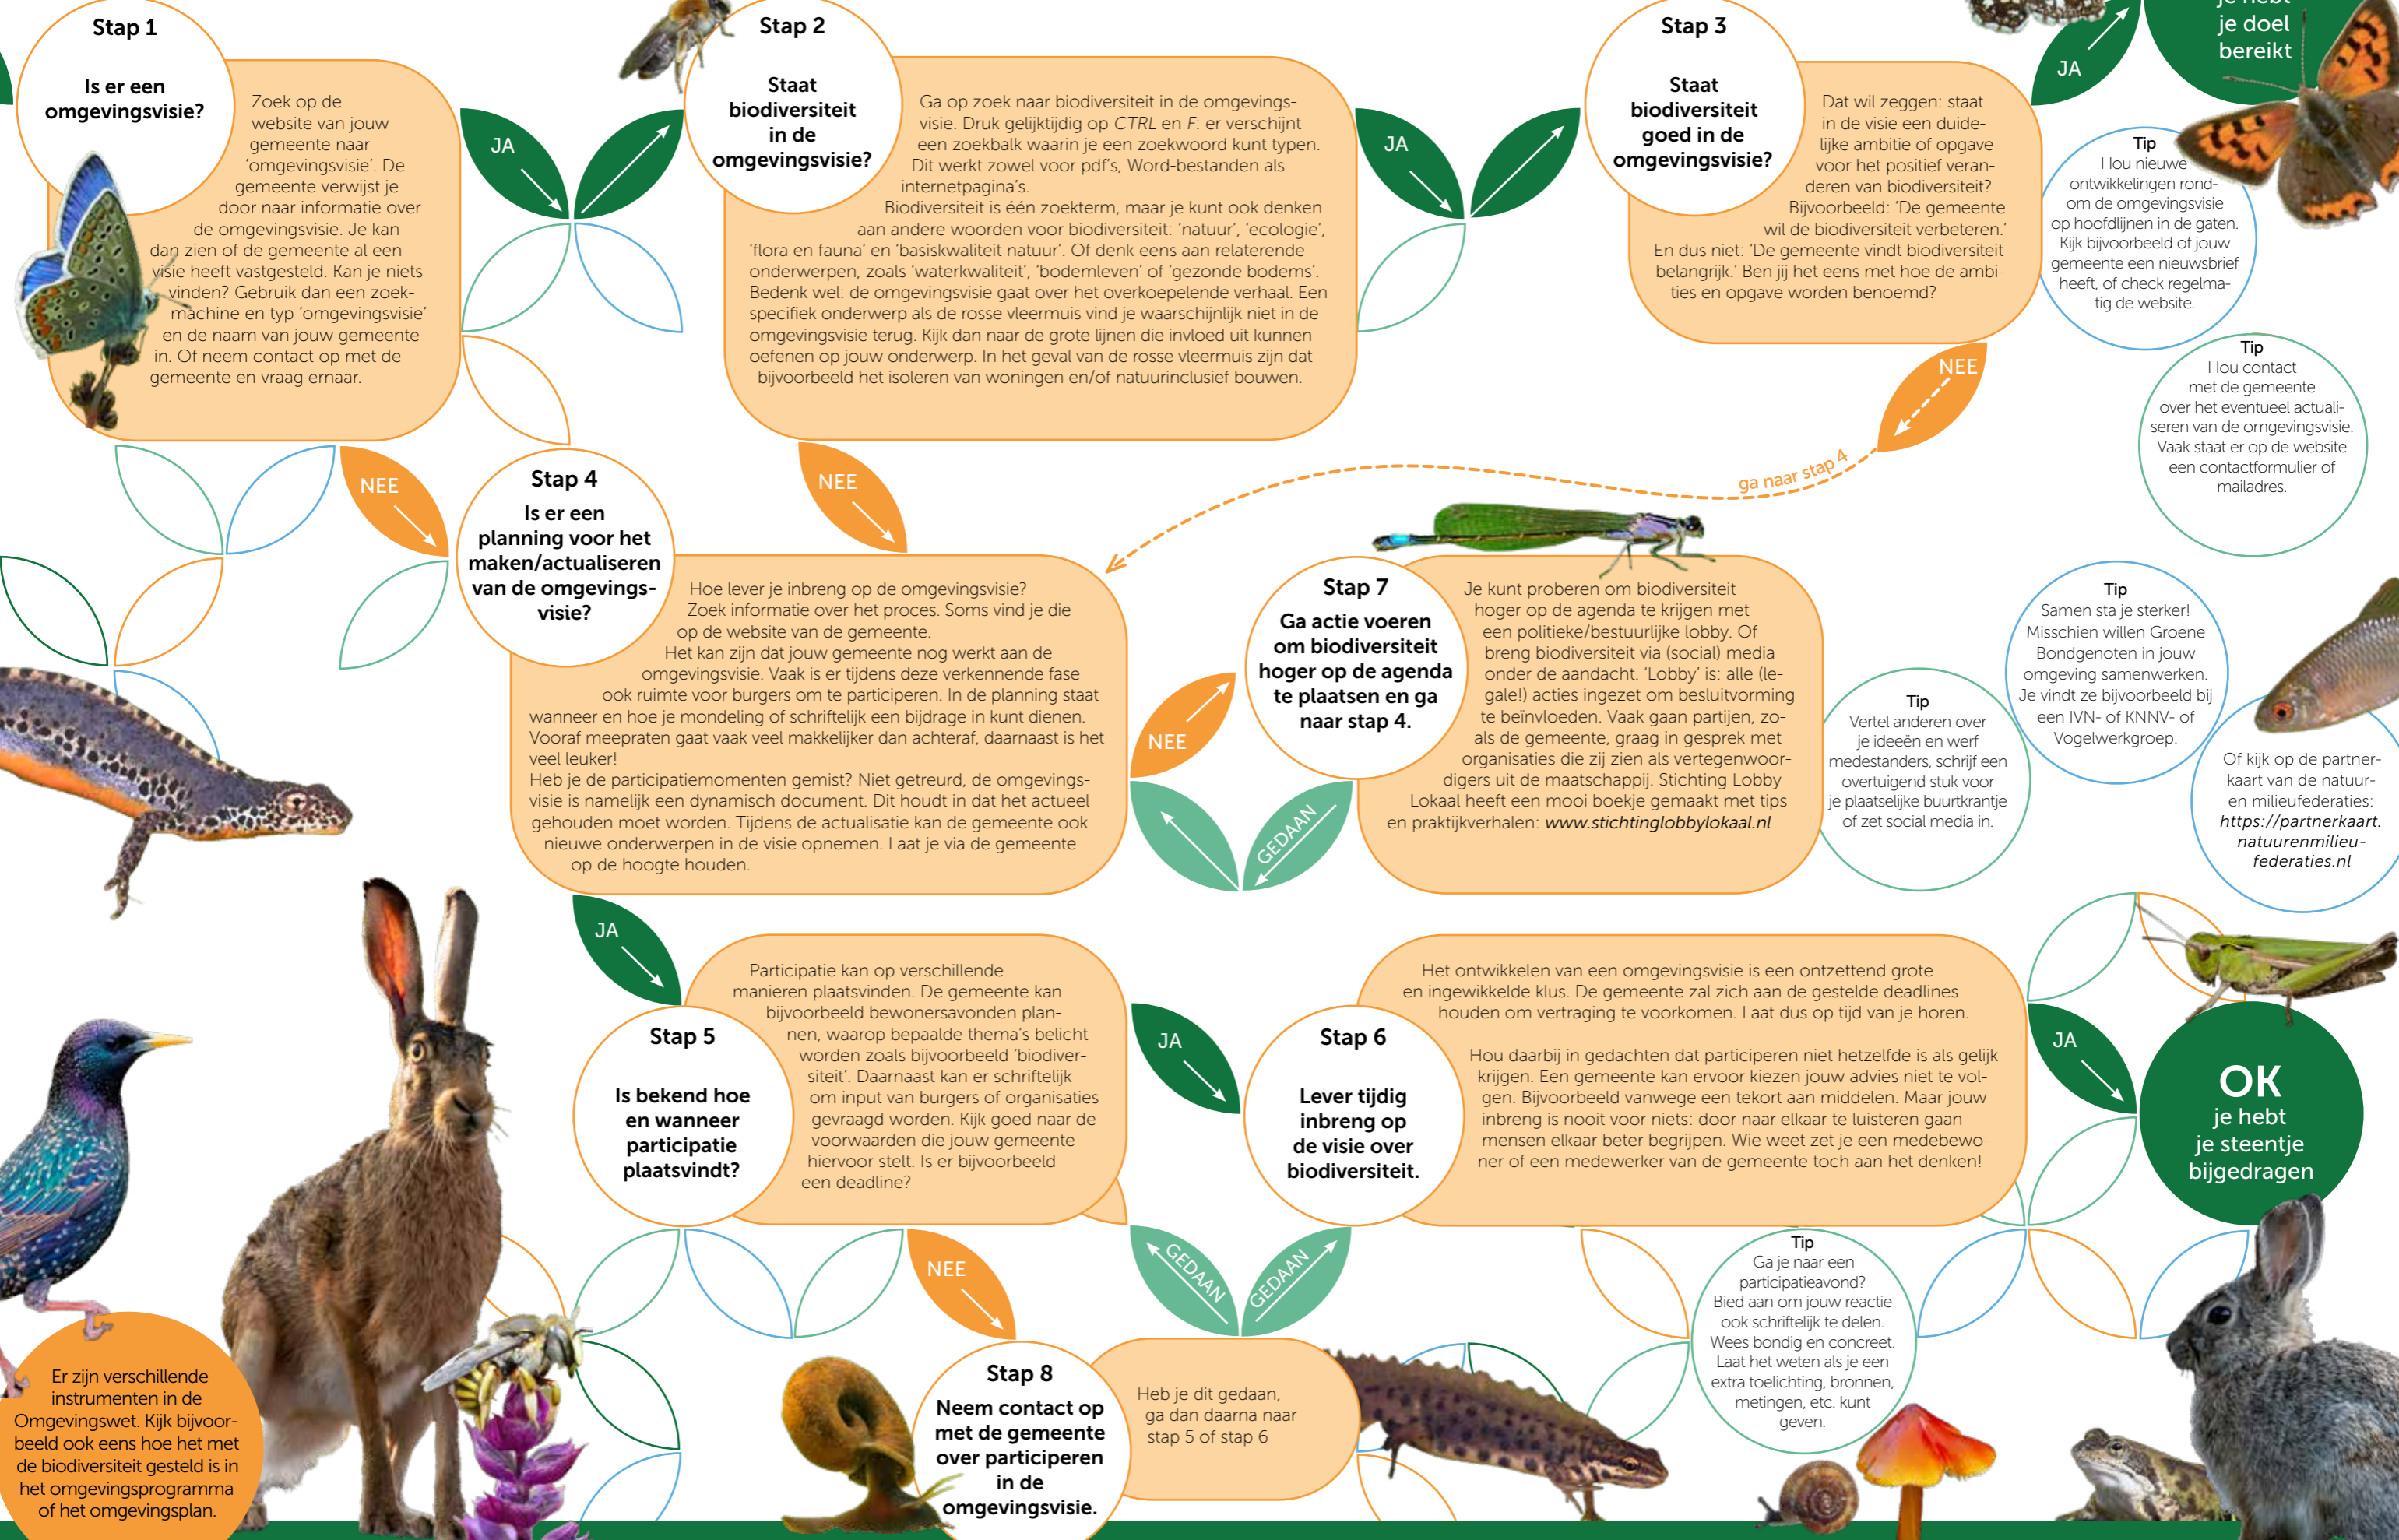 Stap 1
Is er een
omgevingsvisie?
Zoek op de
website van jouw
gemeente naar
‘omgevingsvisie’. De
gemeente verwijst je
door naar informatie over
de omgevingsvisie. Je kan
dan zien of de gemeente al een
visie heeft vastgesteld. Kan je niets
vinden? Gebruik dan een zoek-
machine en typ ‘omgevingsvisie’
en de naam van jouw gemeente
in. Of neem contact op met de
gemeente en vraag ernaar.
JA
NEE
Stap 2
Staat
biodiversiteit
in de
omgevingsvisie?
Ga op zoek naar biodiversiteit in de omgevings-
visie. Druk gelijktijdig op CTRL en F: er verschijnt
een zoekbalk waarin je een zoekwoord kunt typen.
Dit werkt zowel voor pdf’s, Word-bestanden als
internetpagina’s.
Biodiversiteit is één zoekterm, maar je kunt ook denken
aan andere woorden voor biodiversiteit: ‘natuur’, ‘ecologie’,
‘flora en fauna’ en ‘basiskwaliteit natuur’. Of denk eens aan relaterende
onderwerpen, zoals ‘waterkwaliteit’, ‘bodemleven’ of ‘gezonde bodems’.
Bedenk wel: de omgevingsvisie gaat over het overkoepelende verhaal. Een
specifiek onderwerp als de rosse vleermuis vind je waarschijnlijk niet in de
omgevingsvisie terug. Kijk dan naar de grote lijnen die invloed uit kunnen
oefenen op jouw onderwerp. In het geval van de rosse vleermuis zijn dat
bijvoorbeeld het isoleren van woningen en/of natuurinclusief bouwen.
JA
NEE
Stap 3
Staat
biodiversiteit
goed in de
omgevingsvisie?
Dat wil zeggen: staat
in de visie een duide-
lijke ambitie of opgave
voor het positief veran-
deren van biodiversiteit?
Bijvoorbeeld: ‘De gemeente
wil de biodiversiteit verbeteren.’
En dus niet: ‘De gemeente vindt biodiversiteit
belangrijk.’ Ben jij het eens met hoe de ambi-
ties en opgave worden benoemd?
JA
je hebt
je doel
bereikt
NEE
ga naar stap 4
Tip
Hou nieuwe
ontwikkelingen rond-
om de omgevingsvisie
op hoofdlijnen in de gaten.
Kijk bijvoorbeeld of jouw
gemeente een nieuwsbrief
heeft, of check regelma-
tig de website.
Tip
Hou contact
met de gemeente
over het eventueel actuali-
seren van de omgevingsvisie.
Vaak staat er op de website
een contactformulier of
mailadres.
Stap 4
Is er een
planning voor het
maken/actualiseren
van de omgevings-
visie?
Hoe lever je inbreng op de omgevingsvisie?
Zoek informatie over het proces. Soms vind je die
op de website van de gemeente.
Het kan zijn dat jouw gemeente nog werkt aan de
omgevingsvisie. Vaak is er tijdens deze verkennende fase
ook ruimte voor burgers om te participeren. In de planning staat
wanneer en hoe je mondeling of schriftelijk een bijdrage in kunt dienen.
Vooraf meepraten gaat vaak veel makkelijker dan achteraf, daarnaast is het
veel leuker!
Heb je de participatiemomenten gemist? Niet getreurd, de omgevings-
visie is namelijk een dynamisch document. Dit houdt in dat het actueel
gehouden moet worden. Tijdens de actualisatie kan de gemeente ook
nieuwe onderwerpen in de visie opnemen. Laat je via de gemeente
op de hoogte houden.
NEE
GEDAAN
JA
Stap 7
Ga actie voeren
om biodiversiteit
hoger op de agenda
te plaatsen en ga
naar stap 4.
Je kunt proberen om biodiversiteit
hoger op de agenda te krijgen met
een politieke/bestuurlijke lobby. Of
breng biodiversiteit via (social) media
onder de aandacht. ‘Lobby’ is: alle (le-
gale!) acties ingezet om besluitvorming
te beïnvloeden. Vaak gaan partijen, zo-
als de gemeente, graag in gesprek met
organisaties die zij zien als vertegenwoor-
digers uit de maatschappij. Stichting Lobby
Lokaal heeft een mooi boekje gemaakt met tips
en praktijkverhalen: www.stichtinglobbylokaal.nl
Tip
Vertel anderen over
je ideeën en werf
medestanders, schrijf een
overtuigend stuk voor
je plaatselijke buurtkrantje
of zet social media in.
Tip
Samen sta je sterker!
Misschien willen Groene
Bondgenoten in jouw
omgeving samenwerken.
Je vindt ze bijvoorbeeld bij
een IVN- of KNNV- of
Vogelwerkgroep.
Of kijk op de partner-
kaart van de natuur-
en milieufederaties:
https://partnerkaart.
natuurenmilieu-
federaties.nl
Stap 5
Is bekend hoe
en wanneer
participatie
plaatsvindt?
Participatie kan op verschillende
manieren plaatsvinden. De gemeente kan
bijvoorbeeld bewonersavonden plan-
nen, waarop bepaalde thema’s belicht
worden zoals bijvoorbeeld ‘biodiver-
siteit’. Daarnaast kan er schriftelijk
om input van burgers of organisaties
gevraagd worden. Kijk goed naar de
voorwaarden die jouw gemeente
hiervoor stelt. Is er bijvoorbeeld
een deadline?
JA
NEE
Stap 6
Lever tijdig
inbreng op
de visie over
biodiversiteit.
Het ontwikkelen van een omgevingsvisie is een ontzettend grote
en ingewikkelde klus. De gemeente zal zich aan de gestelde deadlines
houden om vertraging te voorkomen. Laat dus op tijd van je horen.
Hou daarbij in gedachten dat participeren niet hetzelfde is als gelijk
krijgen. Een gemeente kan ervoor kiezen jouw advies niet te vol-
gen. Bijvoorbeeld vanwege een tekort aan middelen. Maar jouw
inbreng is nooit voor niets: door naar elkaar te luisteren gaan
mensen elkaar beter begrijpen. Wie weet zet je een medebewo-
ner of een medewerker van de gemeente toch aan het denken!
JA
OK
je hebt
je steentje
bijgedragen
GEDAAN
GEDAAN
Stap 8
Neem contact op
met de gemeente
over participeren
in de
omgevingsvisie.
Heb je dit gedaan,
ga dan daarna naar
stap 5 of stap 6
Tip
Ga je naar een
participatieavond?
Bied aan om jouw reactie
ook schriftelijk te delen.
Wees bondig en concreet.
Laat het weten als je een
extra toelichting, bronnen,
metingen, etc. kunt
geven.
Er zijn verschillende
instrumenten in de
Omgevingswet. Kijk bijvoor-
beeld ook eens hoe het met
de biodiversiteit gesteld is in
het omgevingsprogramma
of het omgevingsplan.